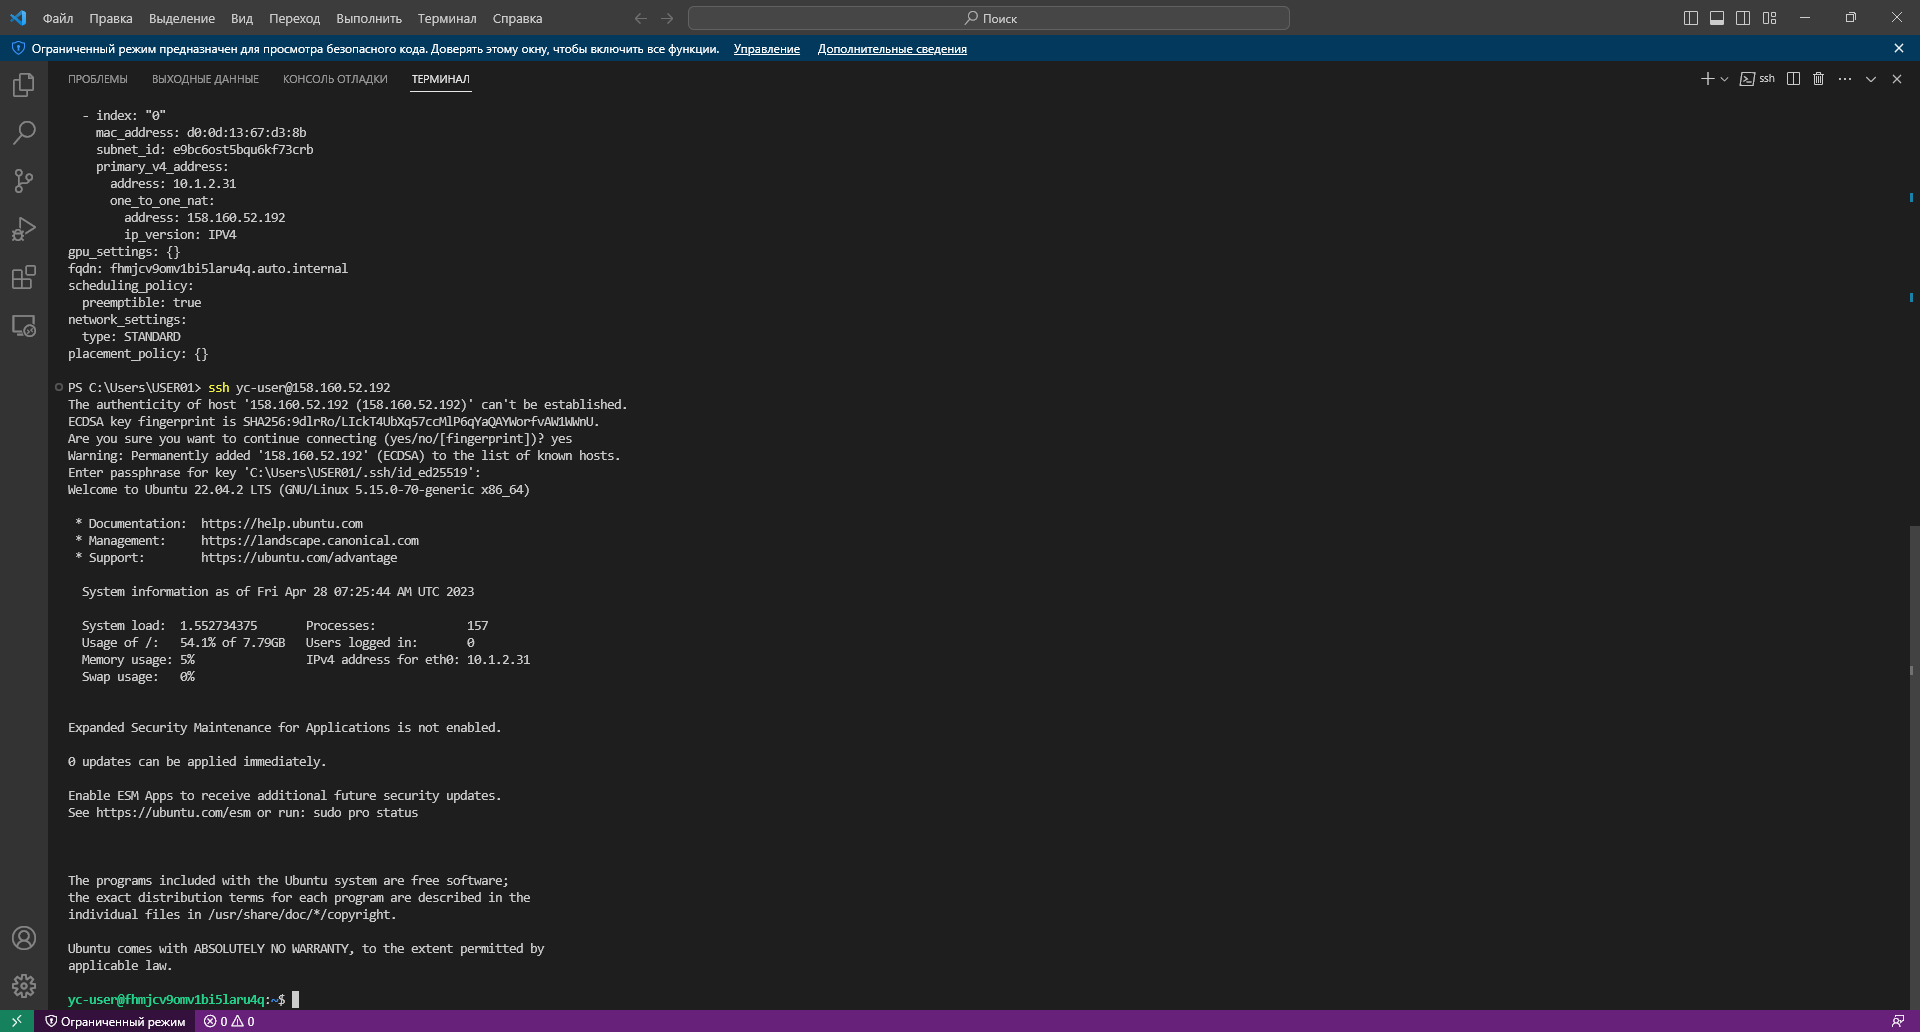 Файл Правка Выделение Вид Переход Выполнить Терминал Справка Поиск
Ограниченный режим предназначен для просмотра безопасного кода. Доверять этому окну, чтобы включить все функции. Управление Дополнительные сведения
ПРОБЛЕМЫ ВЫХОДНЫЕ ДАННЫЕ КОНСОЛЬ ОТЛАДКИ ТЕРМИНАЛ ssh
- index: "0"
mac_address: d0:0d:13:67:d3:8b
subnet_id: e9bc6ost5bqu6kf73crb
primary_v4_address:
address: 10.1.2.31
one_to_one_nat:
address: 158.160.52.192
ip_version: IPV4
gpu_settings: {}
fqdn: fhmjcv9omv1bi5laru4q.auto.internal
scheduling_policy:
preemptible: true
network_settings:
type: STANDARD
placement_policy: {}
PS C:\Users\USER01> ssh yc-user@158.160.52.192
The authenticity of host '158.160.52.192 (158.160.52.192)' can't be established.
ECDSA key fingerprint is SHA256:9dlrRo/LIckT4UbXq57ccMlP6qYaQAYWorfvAW1WWnU.
Are you sure you want to continue connecting (yes/no/[fingerprint])? yes
Warning: Permanently added '158.160.52.192' (ECDSA) to the list of known hosts.
Enter passphrase for key 'C:\Users\USER01/.ssh/id_ed25519':
Welcome to Ubuntu 22.04.2 LTS (GNU/Linux 5.15.0-70-generic x86_64)
* Documentation: https://help.ubuntu.com
* Management: https://landscape.canonical.com
* Support: https://ubuntu.com/advantage
System information as of Fri Apr 28 07:25:44 AM UTC 2023
System load: 1.552734375 Processes: 157
Usage of /: 54.1% of 7.79GB Users logged in: 0
Memory usage: 5% IPv4 address for eth0: 10.1.2.31
Swap usage: 0%
Expanded Security Maintenance for Applications is not enabled.
0 updates can be applied immediately.
Enable ESM Apps to receive additional future security updates.
See https://ubuntu.com/esm or run: sudo pro status
The programs included with the Ubuntu system are free software;
the exact distribution terms for each program are described in the
individual files in /usr/share/doc/*/copyright.
Ubuntu comes with ABSOLUTELY NO WARRANTY, to the extent permitted by
applicable law.
yc-user@fhmjcv9omv1bi5laru4q:~$
Ограниченный режим 0 0